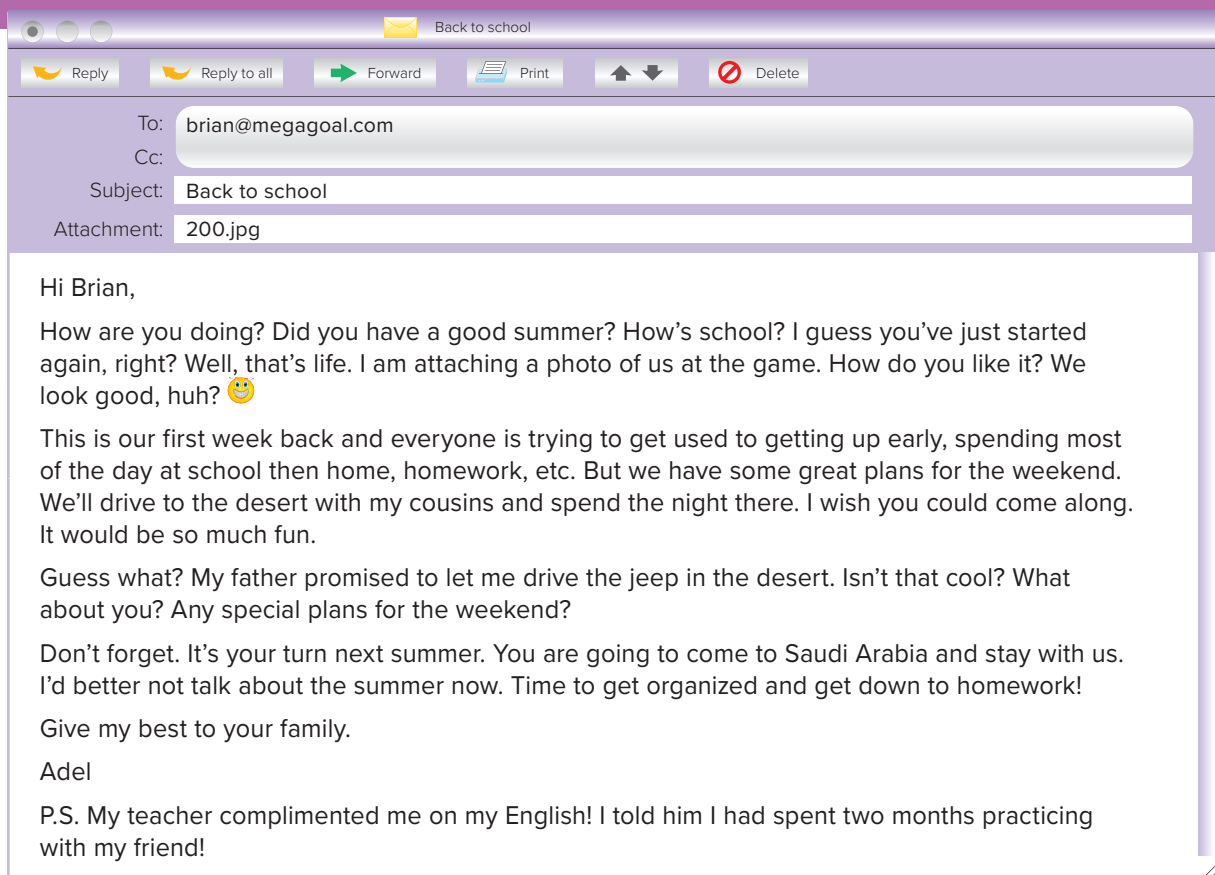 Back to school
Reply
Reply to all
Forward
Print
Delete
To: brian@megagoal.com
Cc:
Subject: Back to school
Attachment: 200.jpg
Hi Brian,
How are you doing? Did you have a good summer? How’s school? I guess you’ve just started
again, right? Well, that’s life. I am attaching a photo of us at the game. How do you like it? We
look good, huh?
This is our first week back and everyone is trying to get used to getting up early, spending most
of the day at school then home, homework, etc. But we have some great plans for the weekend.
We’ll drive to the desert with my cousins and spend the night there. I wish you could come along.
It would be so much fun.
Guess what? My father promised to let me drive the jeep in the desert. Isn’t that cool? What
about you? Any special plans for the weekend?
Don’t forget. It’s your turn next summer. You are going to come to Saudi Arabia and stay with us.
I’d better not talk about the summer now. Time to get organized and get down to homework!
Give my best to your family.
Adel
P.S. My teacher complimented me on my English! I told him I had spent two months practicing
with my friend!